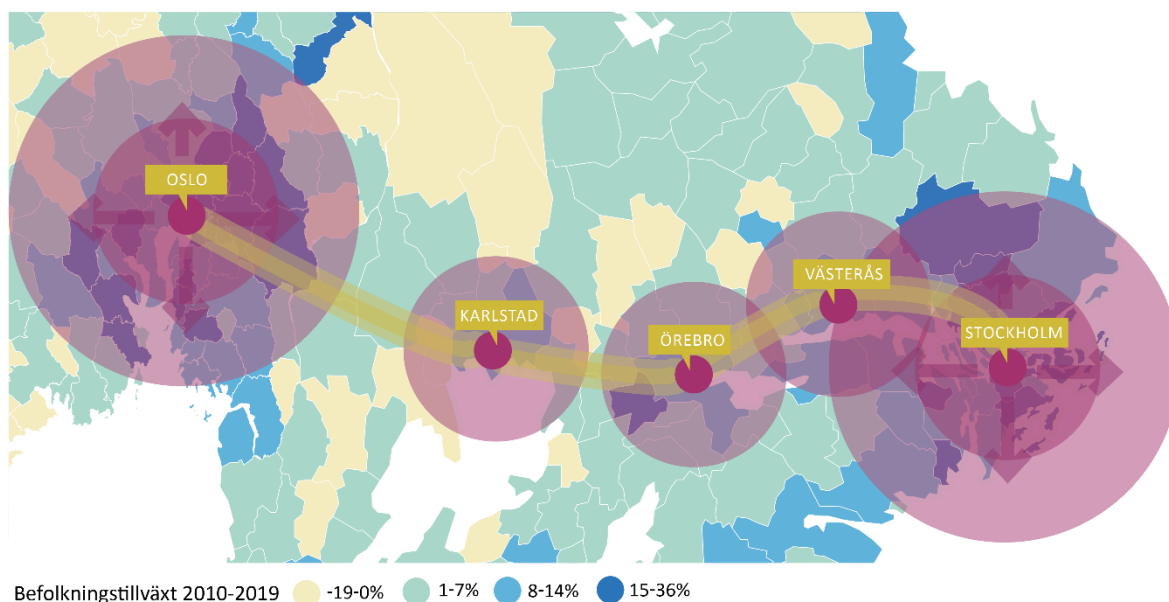 OSLO
KARLSTAD
ÖREBRO
VÄSTERÅS
STOCKHOLM
Befolkningstillväxt 2010-2019 -19-0% 1-7% 8-14% 15-36%